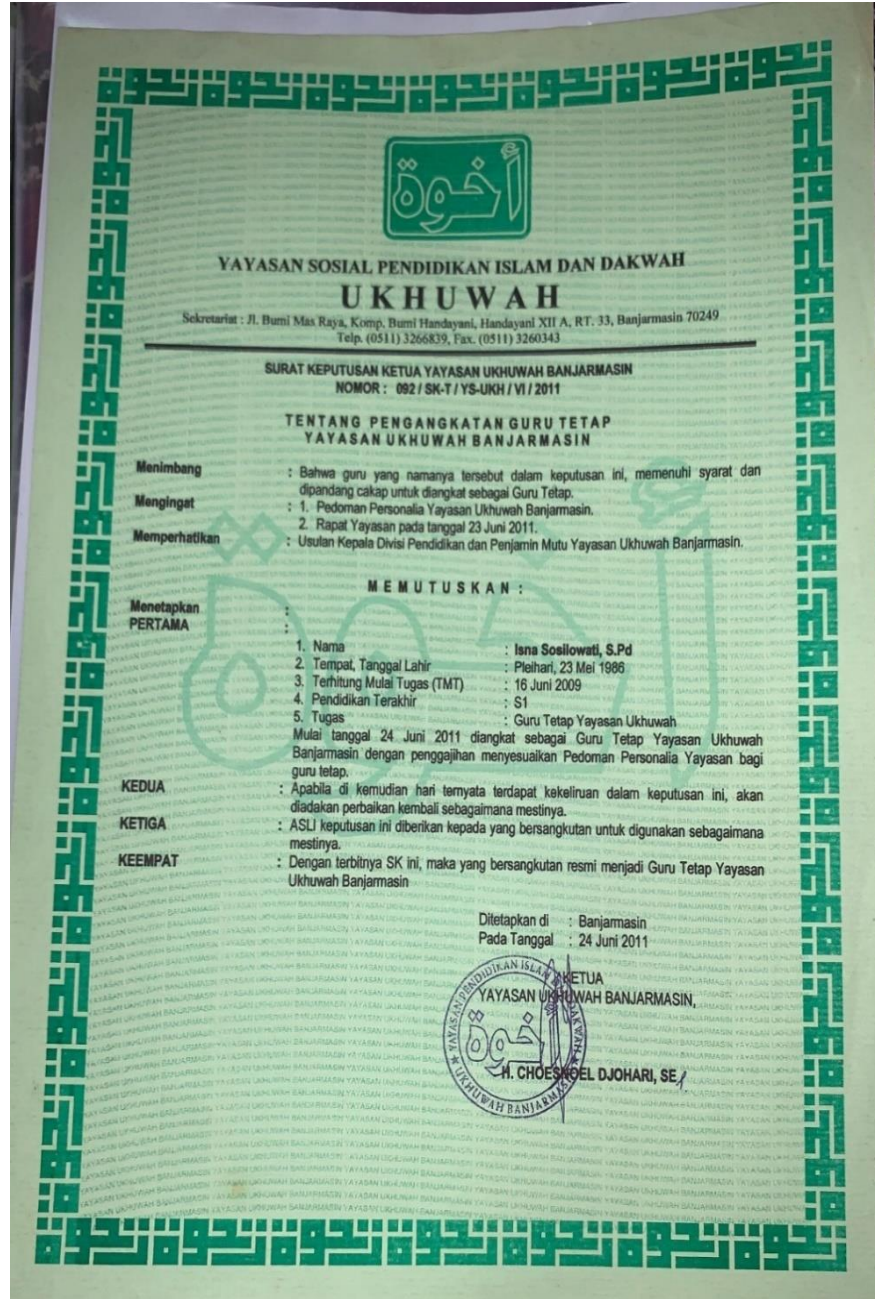 أخوة
YAYASAN SOSIAL PENDIDIKAN ISLAM DAN DAKWAH
UKHUWAH
Sekretariat : Jl. Bumi Mas Raya, Komp. Bumi Handayani, Handayani XII A, RT. 33, Banjarmasin 70249
Telp. (0511) 3266839, Fax. (0511) 3260343
SURAT KEPUTUSAN KETUA YAYASAN UKHUWAH BANJARMASIN
NOMOR : 092 / SK-T / YS-UKH / VI / 2011
TENTANG PENGANGKATAN GURU TETAP
YAYASAN UKHUWAH BANJARMASIN
Menimbang : Bahwa guru yang namanya tersebut dalam keputusan ini, memenuhi syarat dan
dipandang cakap untuk diangkat sebagai Guru Tetap.
Mengingat : 1. Pedoman Personalia Yayasan Ukhuwah Banjarmasin.
2. Rapat Yayasan pada tanggal 23 Juni 2011.
Memperhatikan : Usulan Kepala Divisi Pendidikan dan Penjamin Mutu Yayasan Ukhuwah Banjarmasin.
MEMUTUSKAN :
Menetapkan :
PERTAMA :
1. Nama : Isna Sosilowati, S.Pd
2. Tempat, Tanggal Lahir : Pleihari, 23 Mei 1986
3. Terhitung Mulai Tugas (TMT) : 16 Juni 2009
4. Pendidikan Terakhir : S1
5. Tugas : Guru Tetap Yayasan Ukhuwah
Mulai tanggal 24 Juni 2011 diangkat sebagai Guru Tetap Yayasan Ukhuwah
Banjarmasin dengan penggajihan menyesuaikan Pedoman Personalia Yayasan bagi
guru tetap.
KEDUA : Apabila di kemudian hari ternyata terdapat kekeliruan dalam keputusan ini, akan
diadakan perbaikan kembali sebagaimana mestinya.
KETIGA : ASLI keputusan ini diberikan kepada yang bersangkutan untuk digunakan sebagaimana
mestinya.
KEEMPAT : Dengan terbitnya SK ini, maka yang bersangkutan resmi menjadi Guru Tetap Yayasan
Ukhuwah Banjarmasin
Ditetapkan di : Banjarmasin
Pada Tanggal : 24 Juni 2011
KETUA
YAYASAN UKHUWAH BANJARMASIN,
H. CHOESNOEL DJOHARI, SE